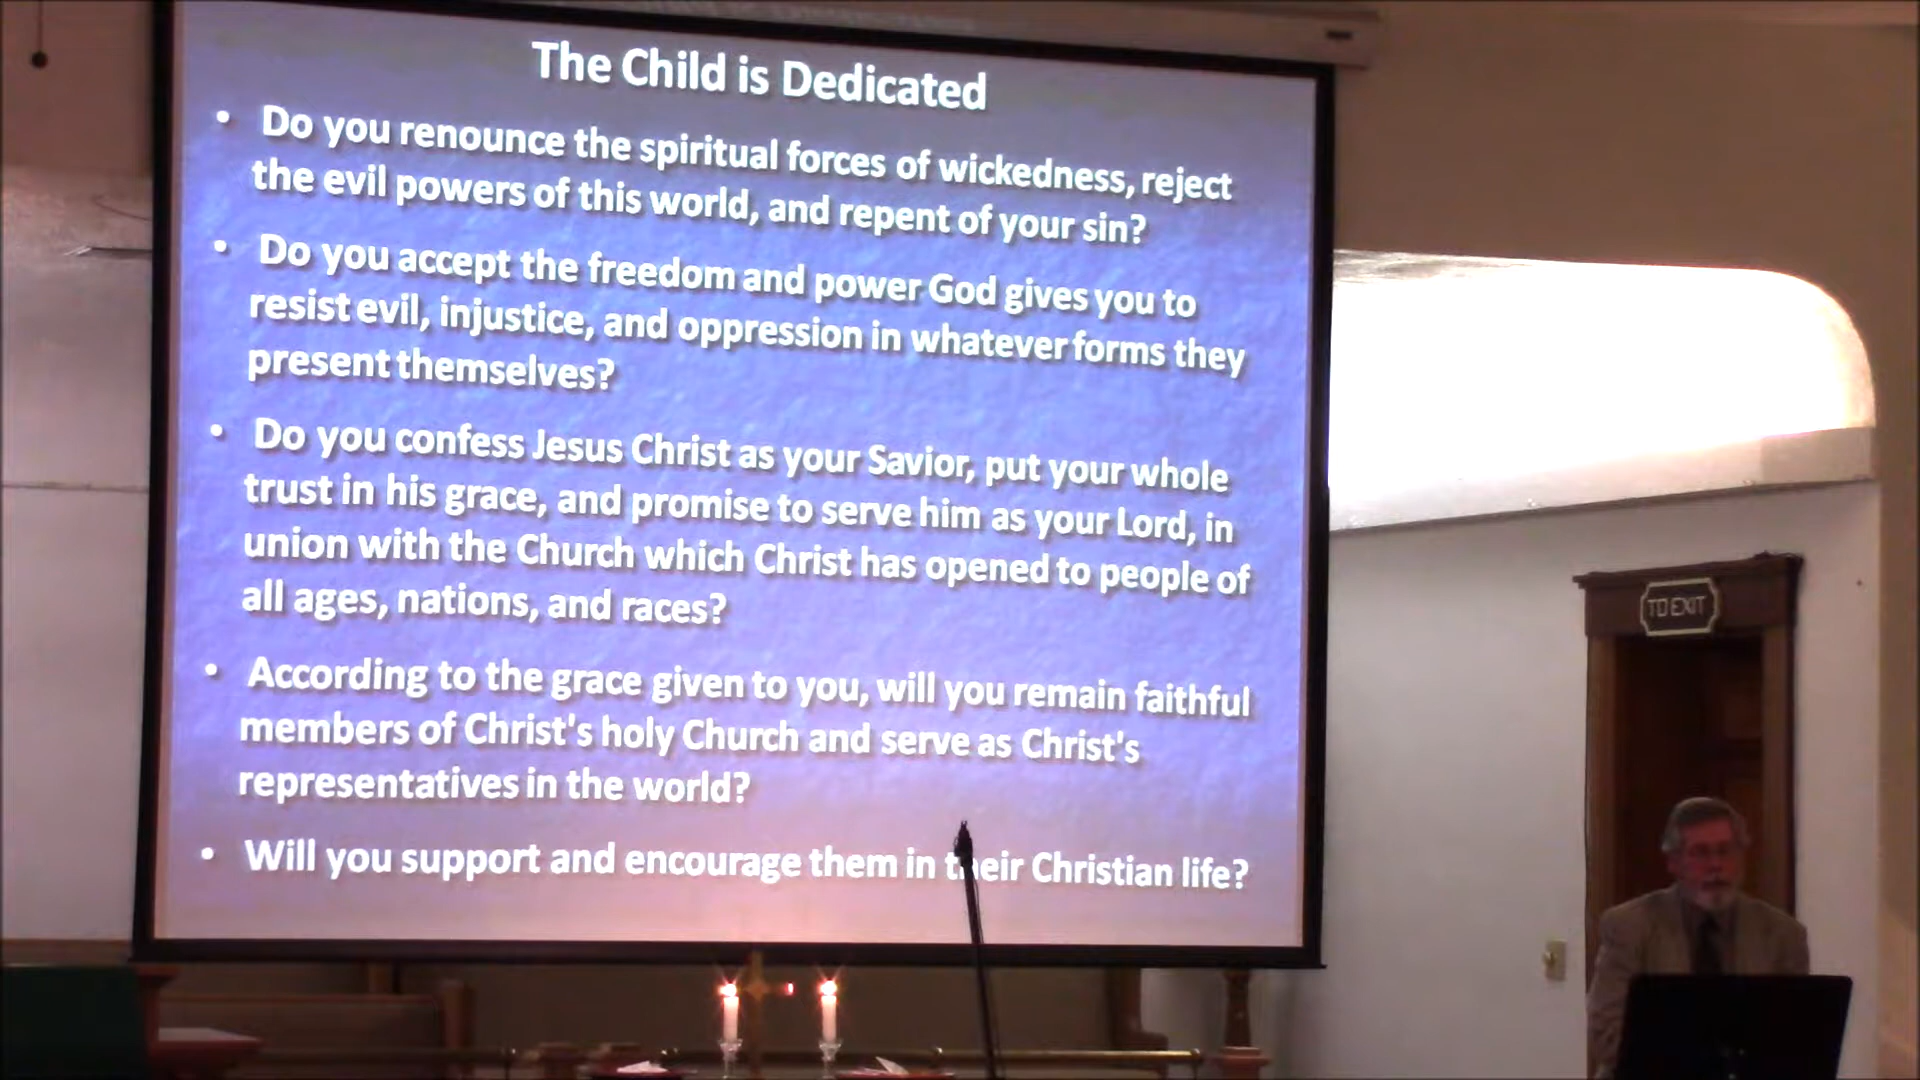 The Child is Dedicated
• Do you renounce the spiritual forces of wickedness, reject
the evil powers of this world, and repent of your sin?
• Do you accept the freedom and power God gives you to
resist evil, injustice, and oppression in whatever forms they
present themselves?
• Do you confess Jesus Christ as your Savior, put your whole
trust in his grace, and promise to serve him as your Lord, in
union with the Church which Christ has opened to people of
all ages, nations, and races?
• According to the grace given to you, will you remain faithful
members of Christ's holy Church and serve as Christ's
representatives in the world?
• Will you support and encourage them in their Christian life?
TO EXIT